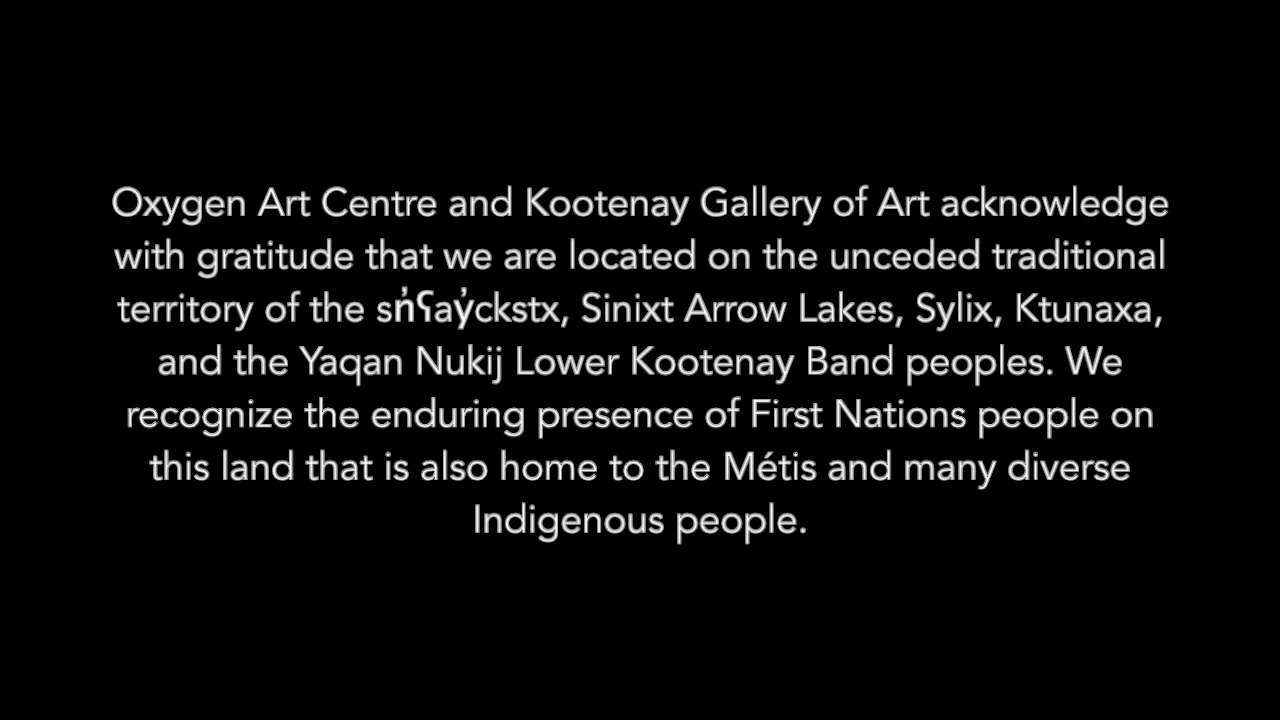 Oxygen Art Centre and Kootenay Gallery of Art acknowledge
with gratitude that we are located on the unceded traditional
territory of the sn̓ʕay̓ckstx, Sinixt Arrow Lakes, Sylix, Ktunaxa,
and the Yaqan Nukij Lower Kootenay Band peoples. We
recognize the enduring presence of First Nations people on
this land that is also home to the Métis and many diverse
Indigenous people.